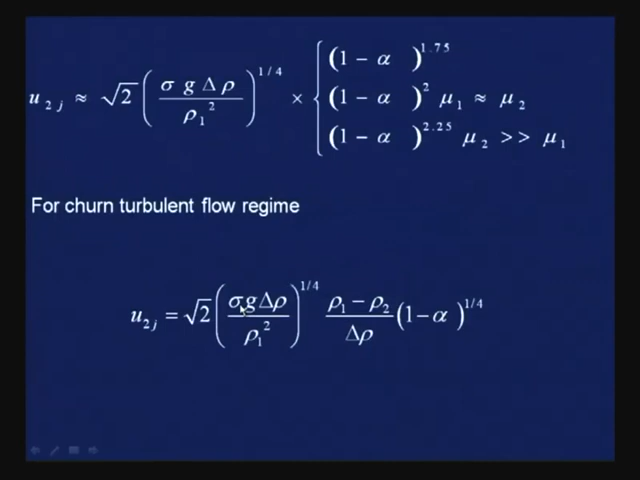 u₂ⱼ ≈ √2 (σ g Δρ / ρ₁²)^1/4 × { (1 − α )^1.75
(1 − α )^2 μ₁ ≈ μ₂
(1 − α )^2.25 μ₂ >> μ₁
For churn turbulent flow regime
u₂ⱼ = √2 (σgΔρ / ρ₁²)^1/4 ρ₁ − ρ₂ / Δρ (1 − α )^1/4